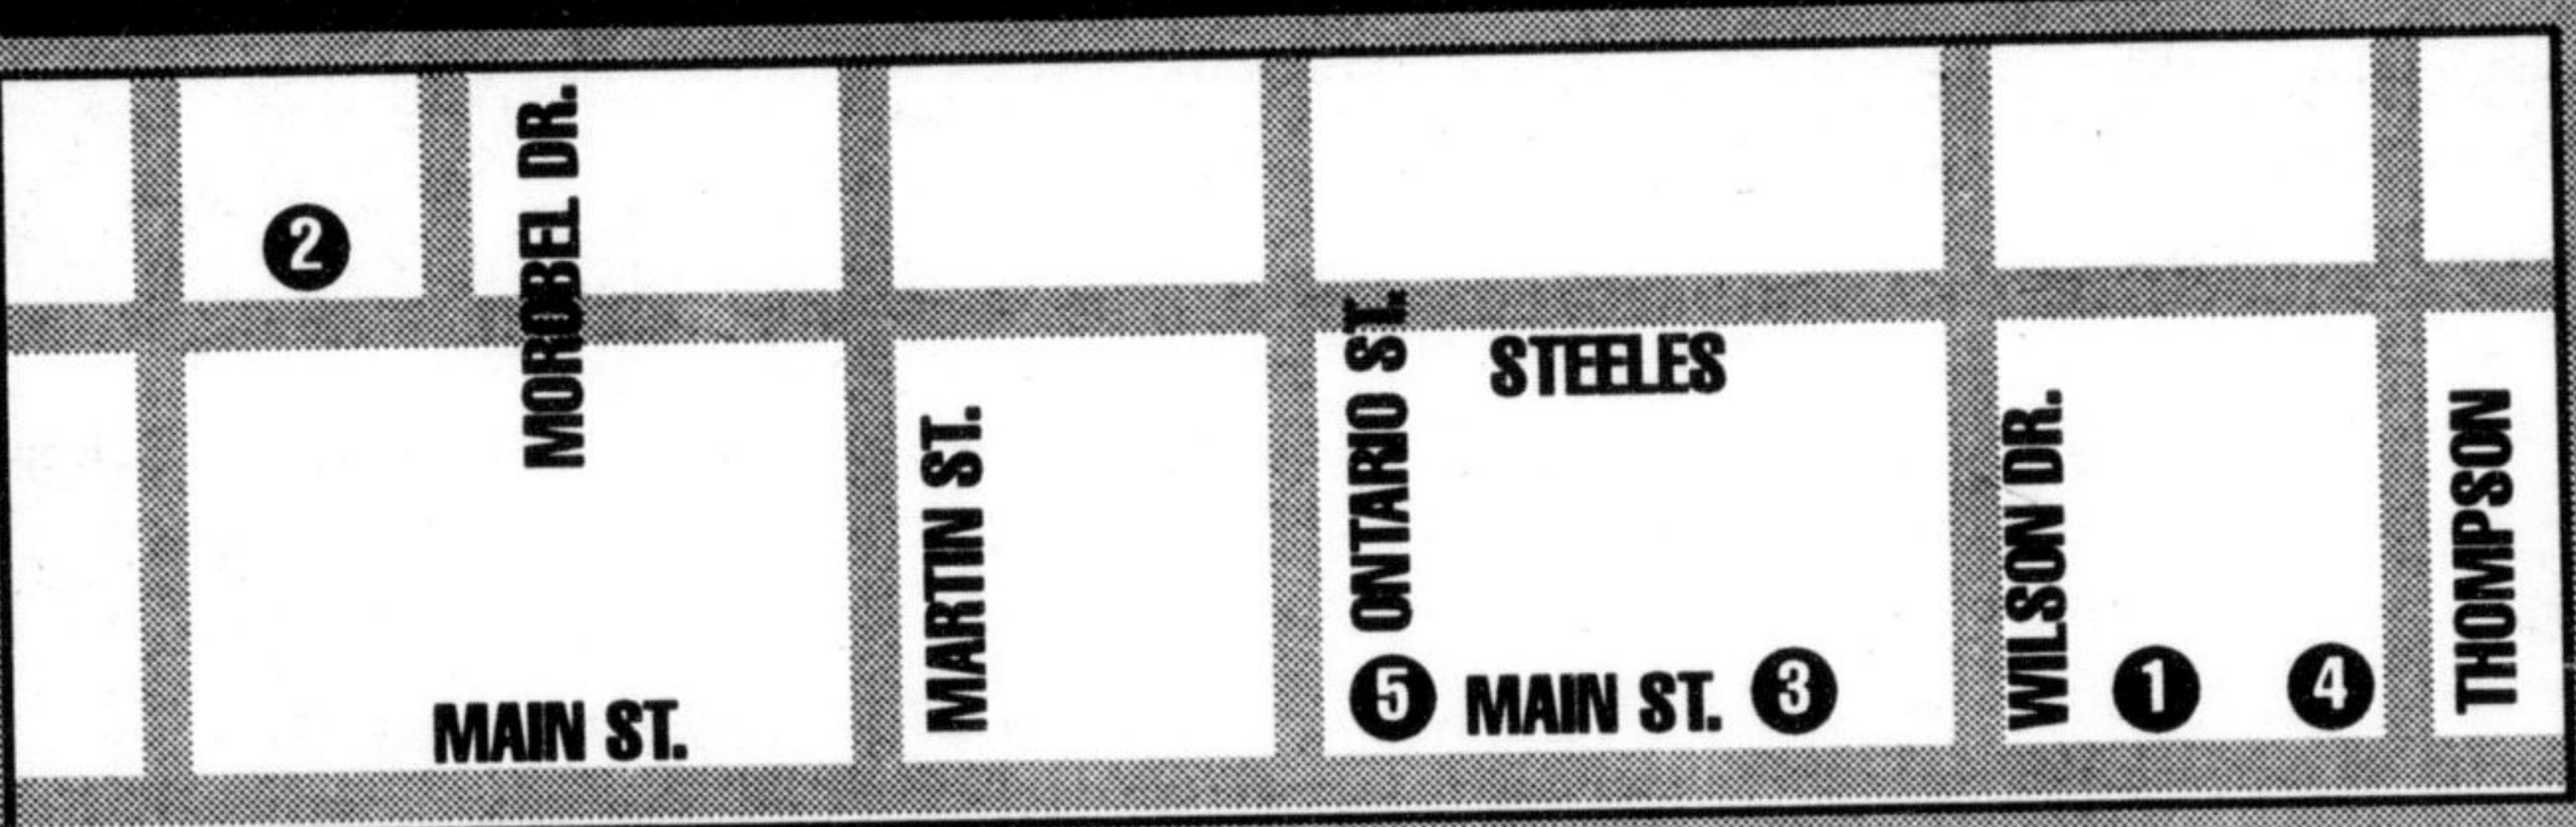 2
MOROBEL DR.
MAIN ST.
MARTIN ST.
ONTARIO ST.
STEELES
5
MAIN ST.
3
WILSON DR.
1
4
THOMPSON